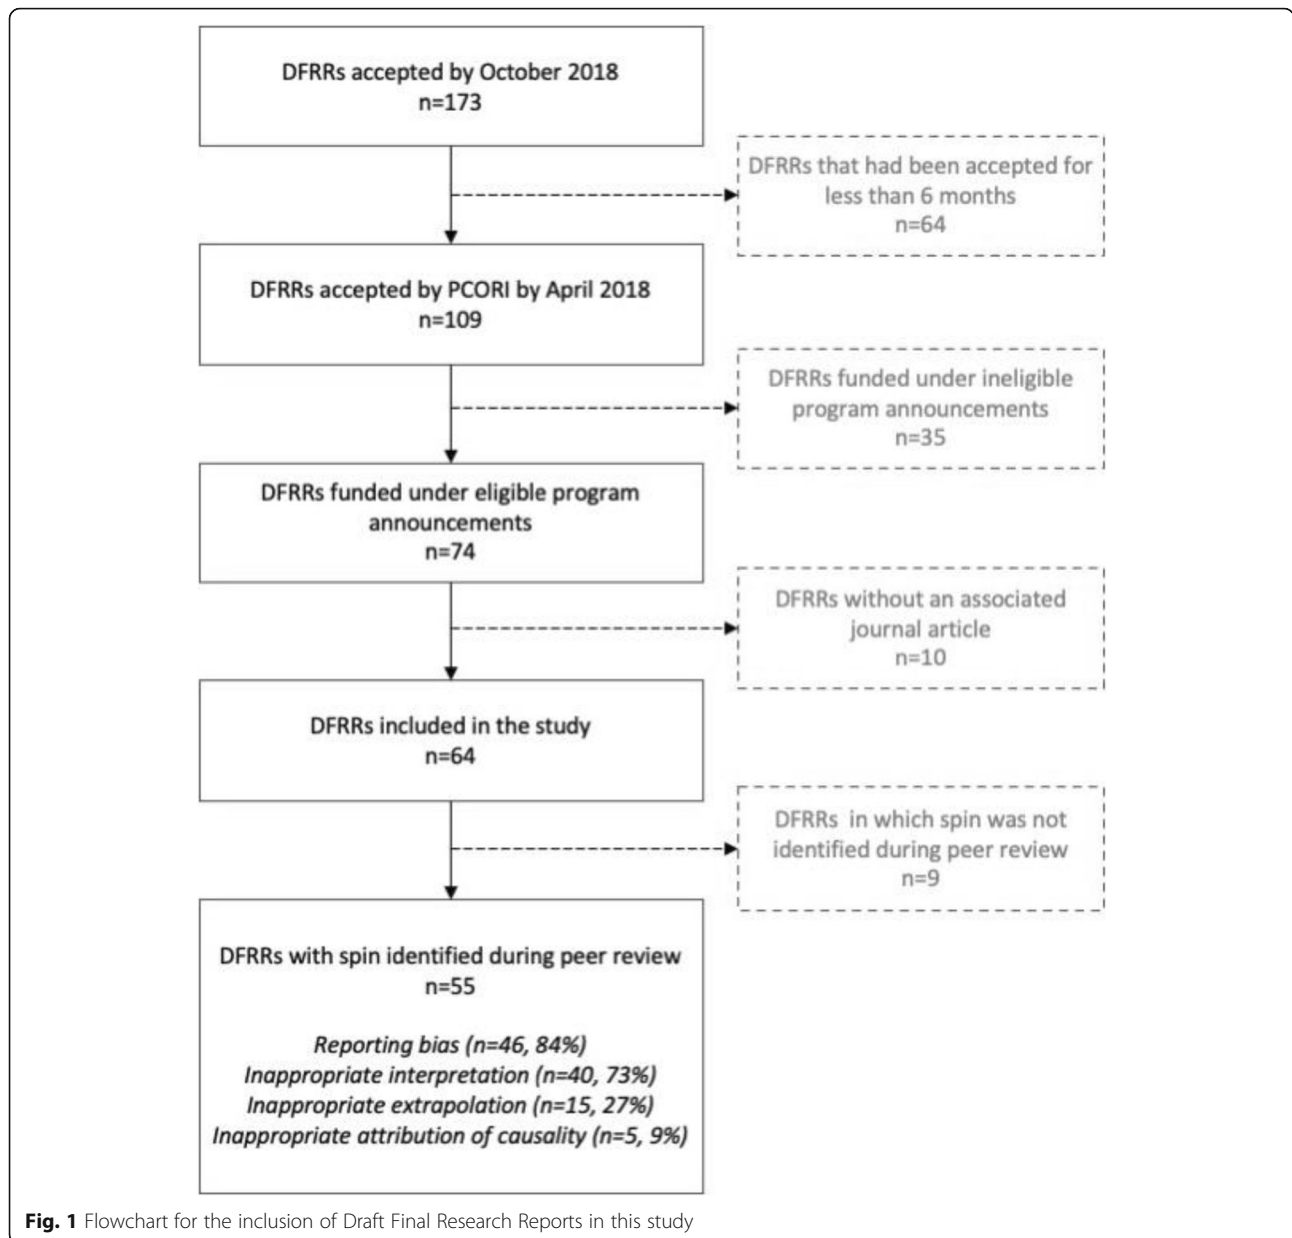 DFRRs accepted by October 2018
n=173
DFRRs that had been accepted for
less than 6 months
n=64
DFRRs accepted by PCORI by April 2018
n=109
DFRRs funded under ineligible
program announcements
n=35
DFRRs funded under eligible program
announcements
n=74
DFRRs without an associated
journal article
n=10
DFRRs included in the study
n=64
DFRRs in which spin was not
identified during peer review
n=9
DFRRs with spin identified during peer review
n=55
Reporting bias (n=46, 84%)
Inappropriate interpretation (n=40, 73%)
Inappropriate extrapolation (n=15, 27%)
Inappropriate attribution of causality (n=5, 9%)
Fig. 1 Flowchart for the inclusion of Draft Final Research Reports in this study